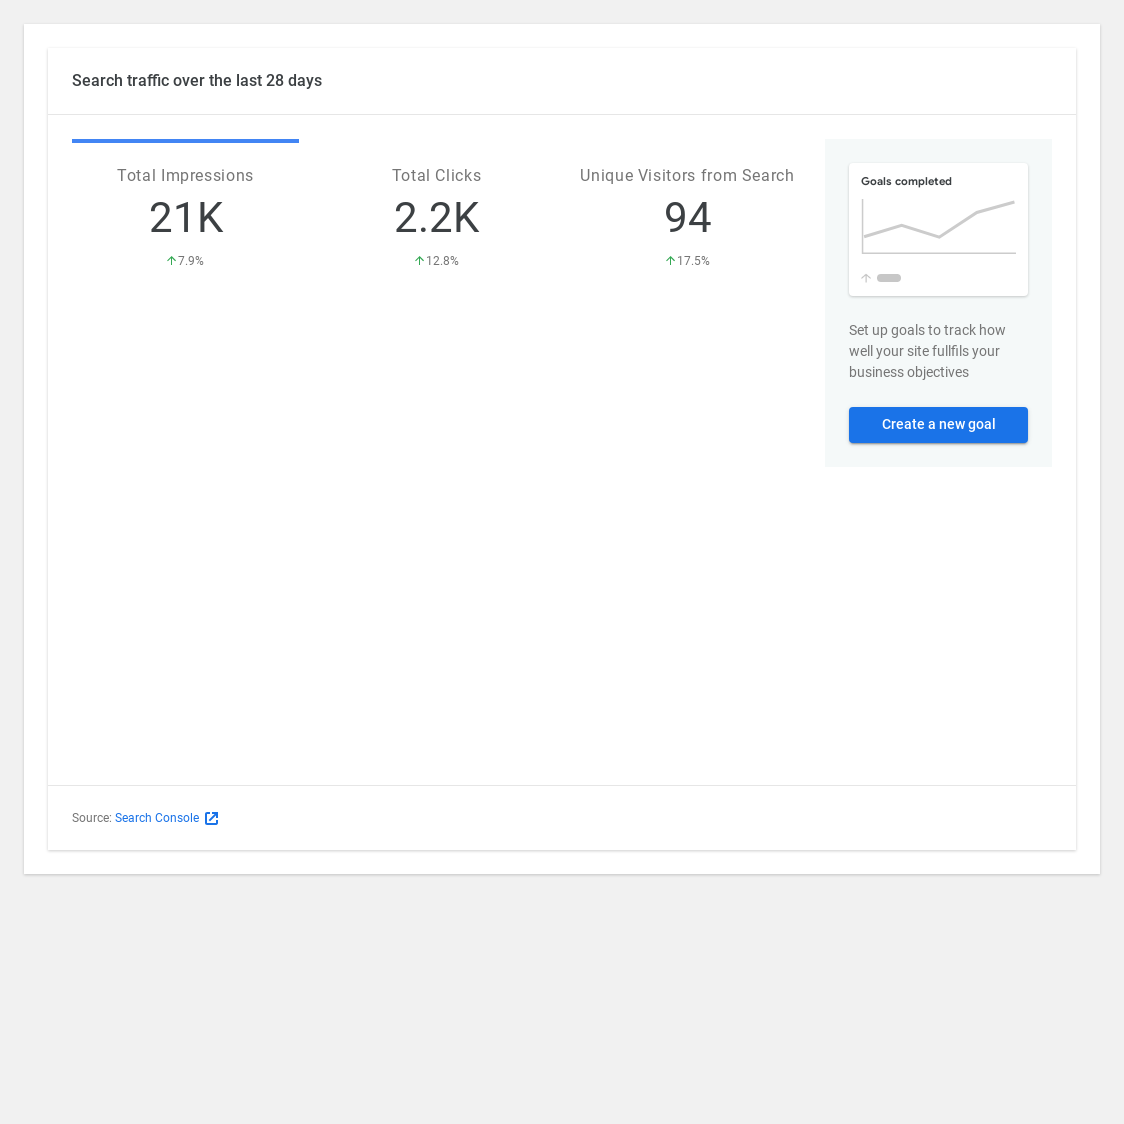 Search traffic over the last 28 days
Total Impressions
21K
7.9%
Total Clicks
2.2K
12.8%
Unique Visitors from Search
94
17.5%
Goals completed
Set up goals to track how
well your site fullfils your
business objectives
Create a new goal
Source: Search Console